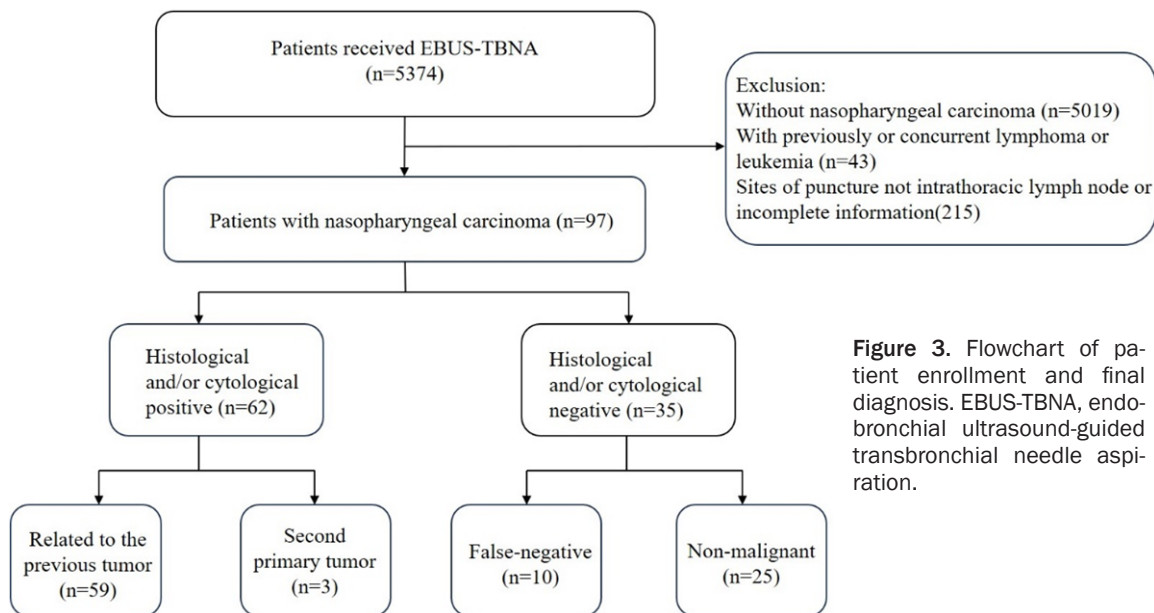 Patients received EBUS-TBNA
(n=5374)
Exclusion:
Without nasopharyngeal carcinoma (n=5019)
With previously or concurrent lymphoma or
leukemia (n=43)
Sites of puncture not intrathoracic lymph node or
incomplete information(215)
Patients with nasopharyngeal carcinoma (n=97)
Histological
and/or cytological
positive (n=62)
Histological
and/or cytological
negative (n=35)
Related to the
previous tumor
(n=59)
Second
primary tumor
(n=3)
False-negative
(n=10)
Non-malignant
(n=25)
Figure 3. Flowchart of pa-
tient enrollment and final
diagnosis. EBUS-TBNA, endo-
bronchial ultrasound-guided
transbronchial needle aspi-
ration.